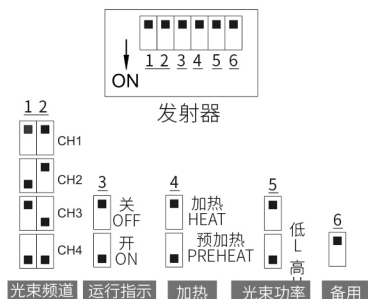 1 2 3 4 5 6
ON
发射器
1 2
CH1
CH2
CH3
CH4
3
关
OFF
开
ON
4
加热
HEAT
预加热
PREHEAT
5
低
L
高
6
光束频道 运行指示 加热 光束功率 备用